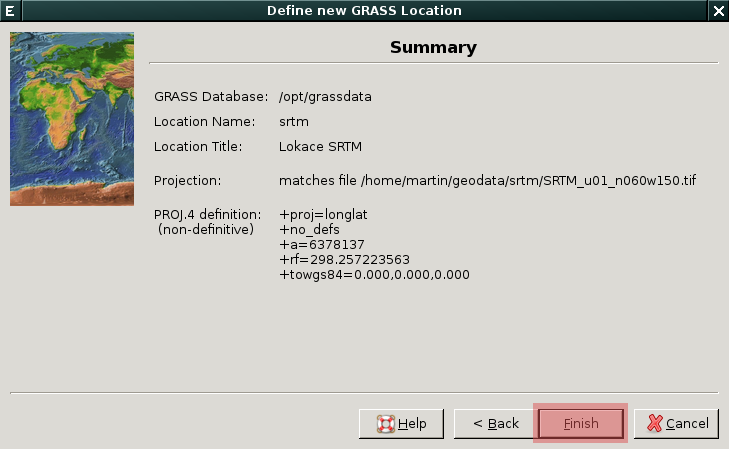 E Define new GRASS Location
Summary
GRASS Database: /opt/grassdata
Location Name: srtm
Location Title: Lokace SRTM
Projection: matches file /home/martin/geodata/srtm/SRTM_u01_n060w150.tif
PROJ.4 definition: +proj=longlat
(non-definitive) +no_defs
+a=6378137
+rf=298.257223563
+towgs84=0.000,0.000,0.000
Help < Back Finish Cancel